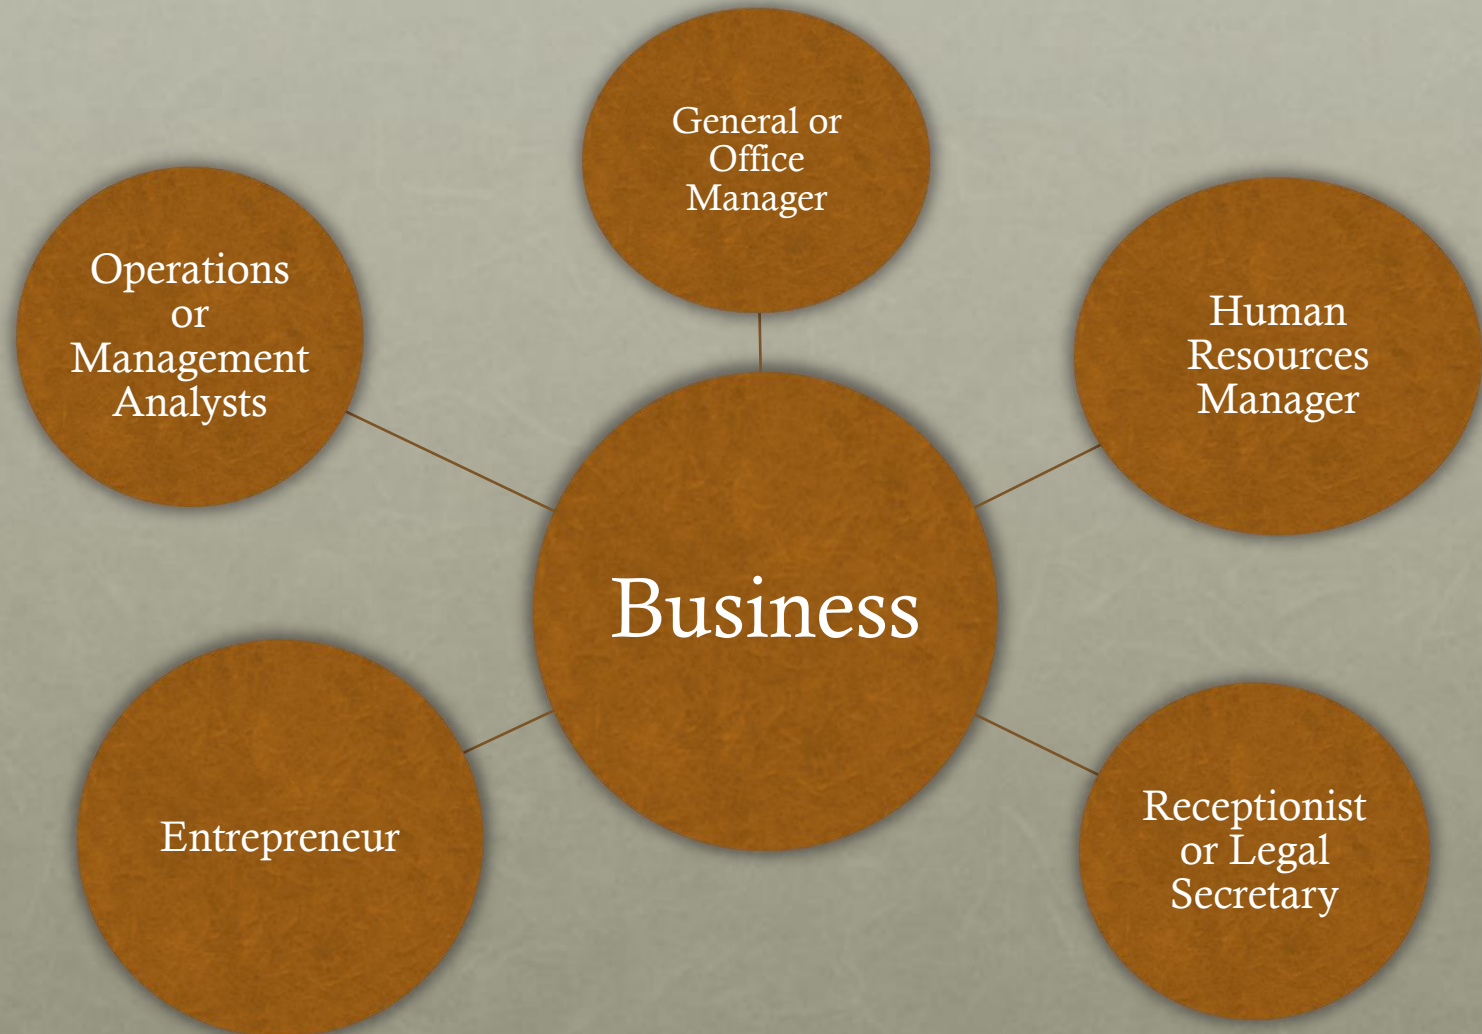 General or
Office
Manager
Operations
or
Management
Analysts
Human
Resources
Manager
Business
Entrepreneur
Receptionist
or Legal
Secretary